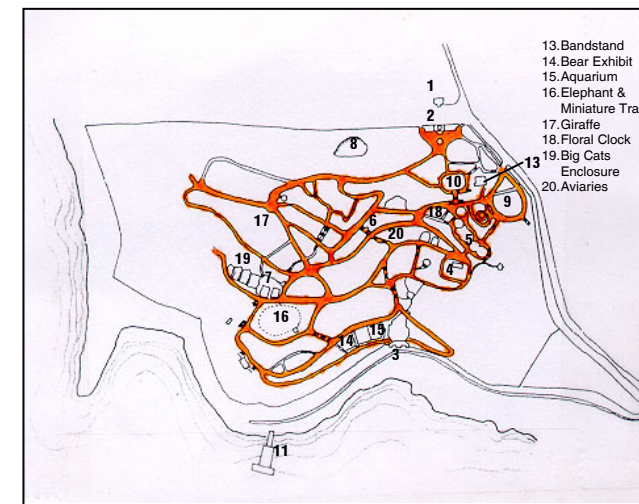 1
2
8
13
10
9
17
6
18
20
5
19
7
4
16
14
15
3
11
13.Bandstand
14.Bear Exhibit
15.Aquarium
16.Elephant &
Miniature Tra
17.Giraffe
18.Floral Clock
19.Big Cats
Enclosure
20.Aviaries